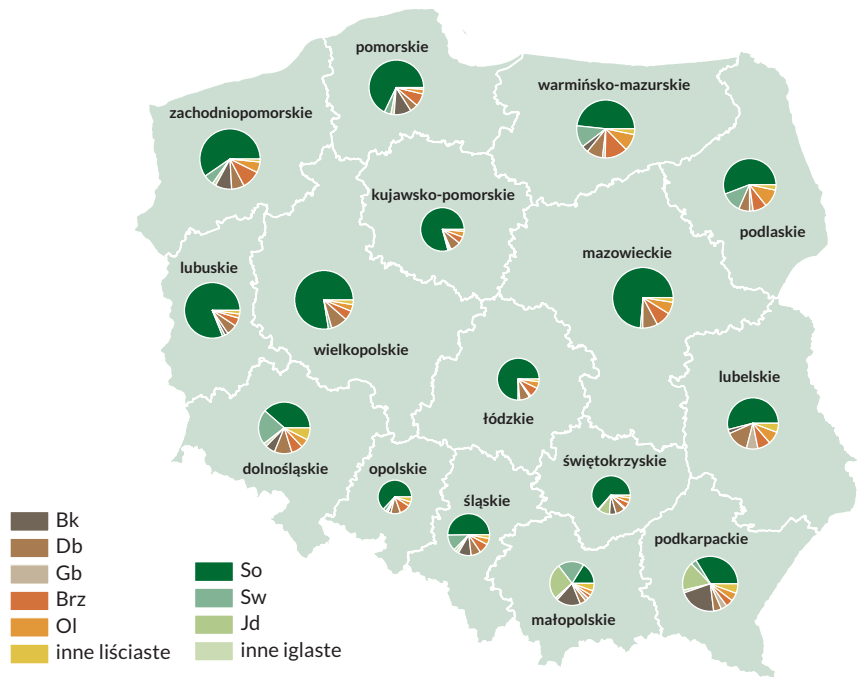 pomorskie
warmińsko-mazurskie
zachodniopomorskie
kujawsko-pomorskie
podlaskie
mazowieckie
lubuskie
wielkopolskie
lubelskie
łódzkie
dolnośląskie
opolskie
świętokrzyskie
śląskie
podkarpackie
małopolskie
Bk
Db
Gb
Brz
Ol
inne liściaste
So
Sw
Jd
inne iglaste